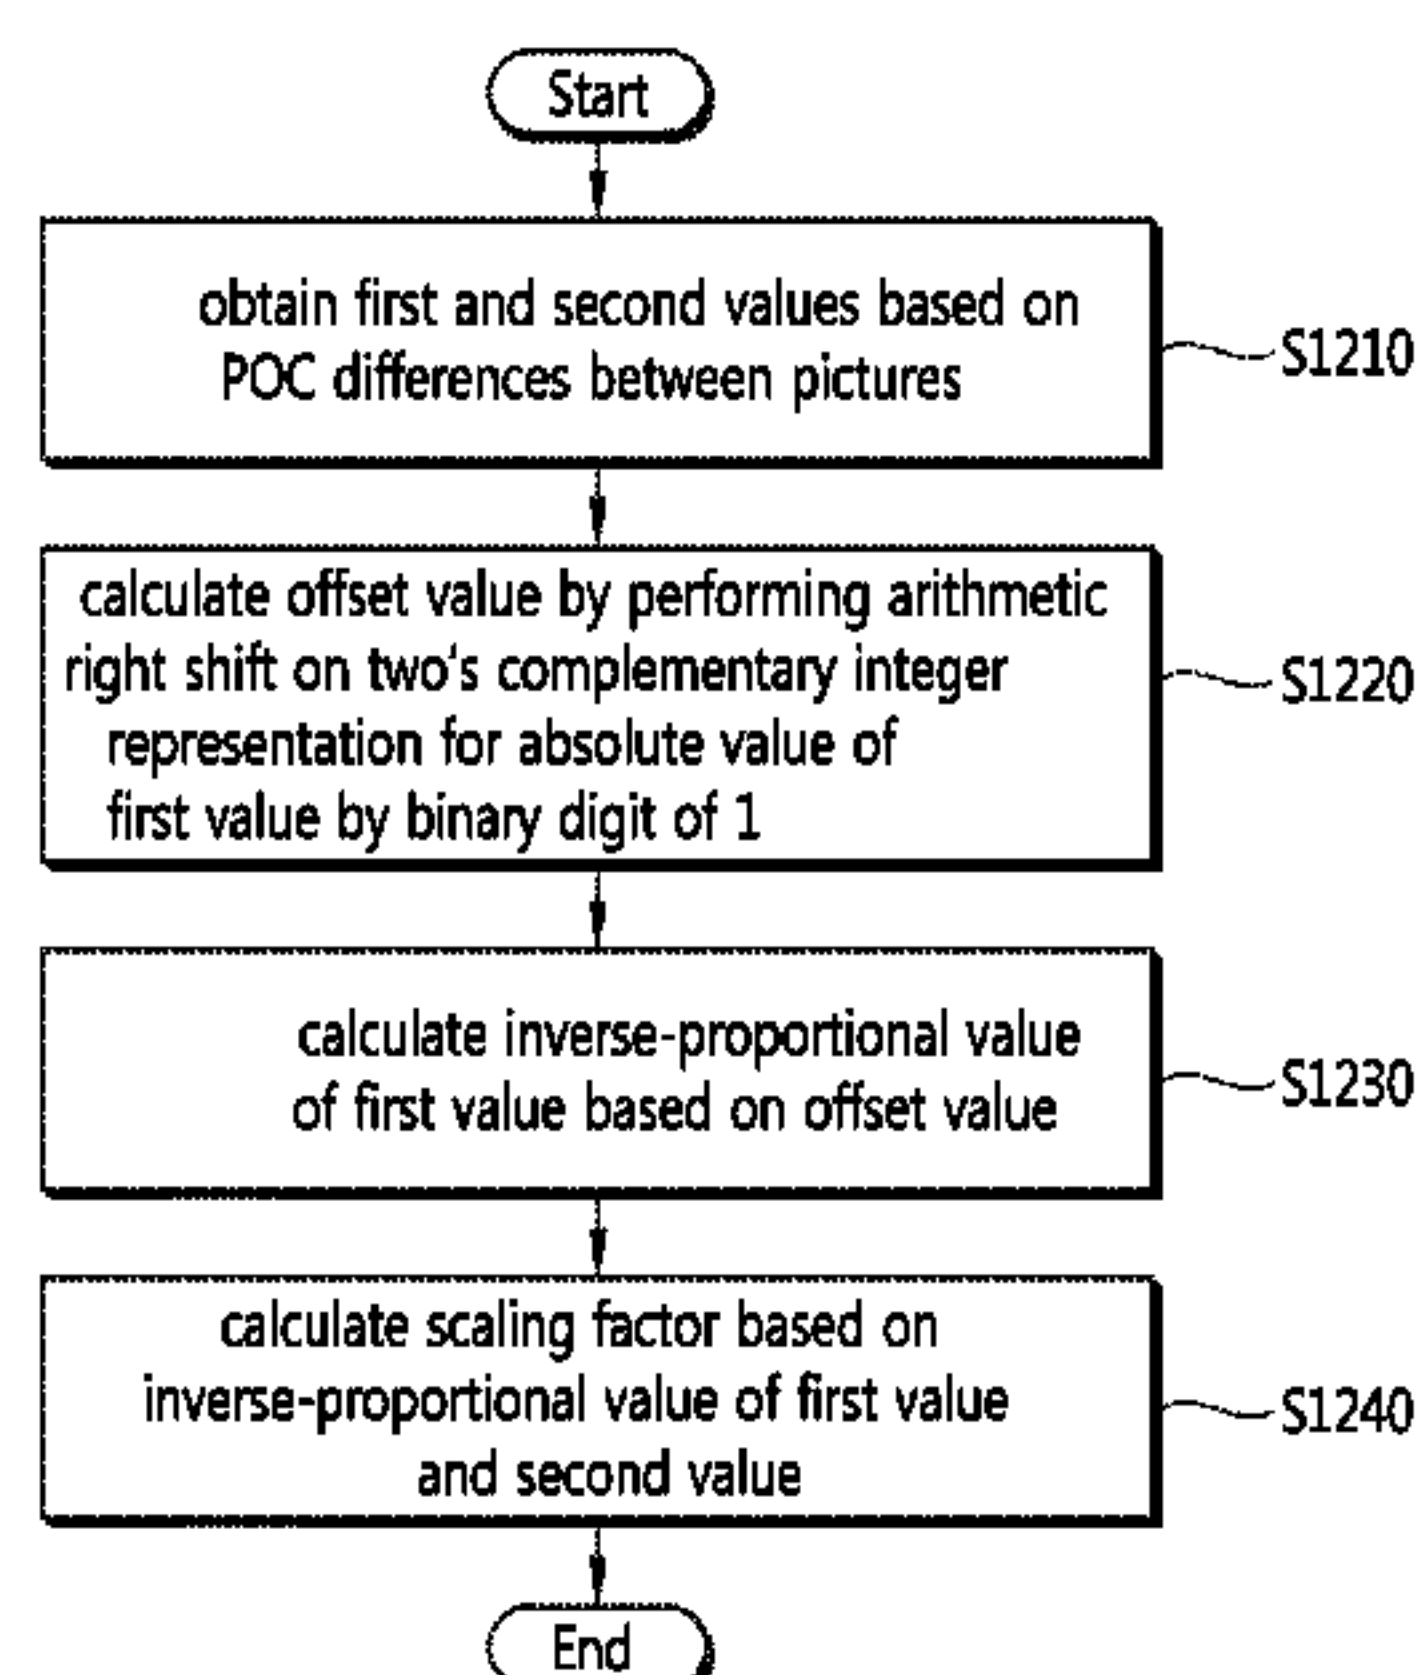 Start
obtain first and second values based on
POC differences between pictures
S1210
calculate offset value by performing arithmetic
right shift on two's complementary integer
representation for absolute value of
first value by binary digit of 1
S1220
calculate inverse-proportional value
of first value based on offset value
S1230
calculate scaling factor based on
inverse-proportional value of first value
and second value
S1240
End